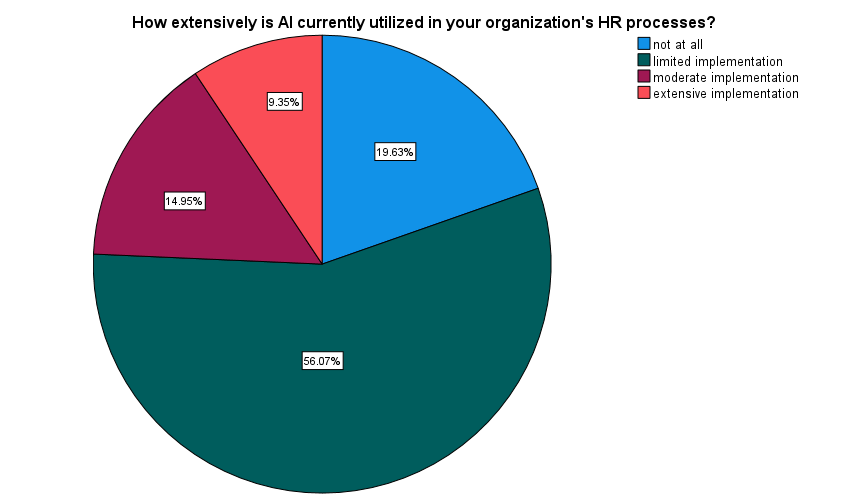 How extensively is AI currently utilized in your organization's HR processes?
not at all
limited implementation
moderate implementation
extensive implementation
9.35%
19.63%
14.95%
56.07%